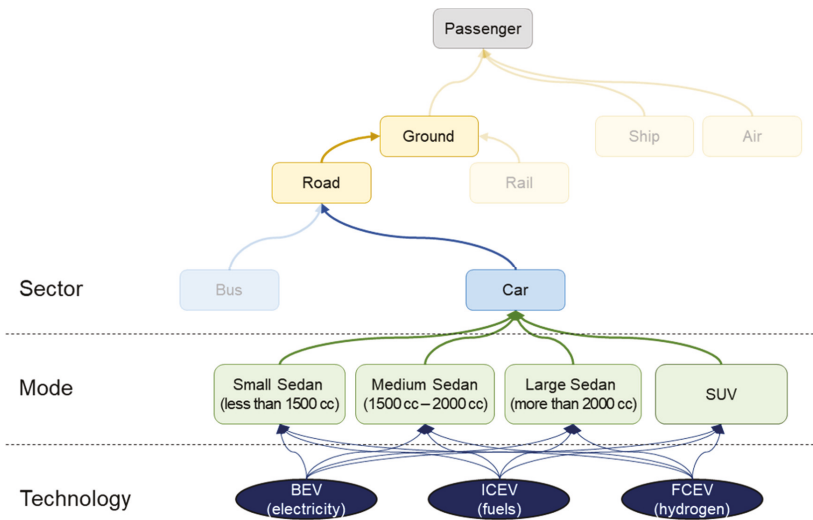 Passenger
Ground
Ship
Air
Road
Rail
Sector
Bus
Car
Mode
Small Sedan
(less than 1500 cc)
Medium Sedan
(1500 cc – 2000 cc)
Large Sedan
(more than 2000 cc)
SUV
Technology
BEV
(electricity)
ICEV
(fuels)
FCEV
(hydrogen)